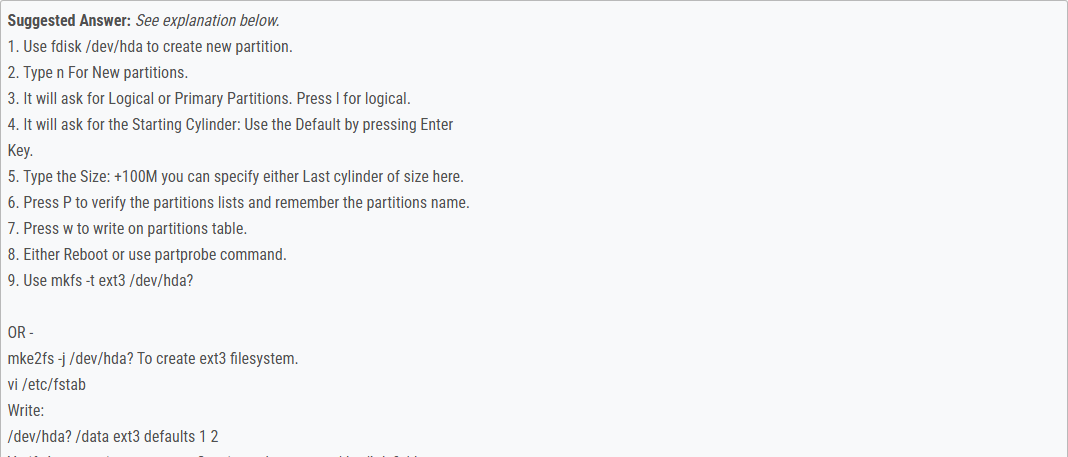 Suggested Answer: See explanation below.
1. Use fdisk /dev/hda to create new partition.
2. Type n For New partitions.
3. It will ask for Logical or Primary Partitions. Press l for logical.
4. It will ask for the Starting Cylinder: Use the Default by pressing Enter
Key.
5. Type the Size: +100M you can specify either Last cylinder of size here.
6. Press P to verify the partitions lists and remember the partitions name.
7. Press w to write on partitions table.
8. Either Reboot or use partprobe command.
9. Use mkfs -t ext3 /dev/hda?
OR -
mke2fs -j /dev/hda? To create ext3 filesystem.
vi /etc/fstab
Write:
/dev/hda? /data ext3 defaults 1 2